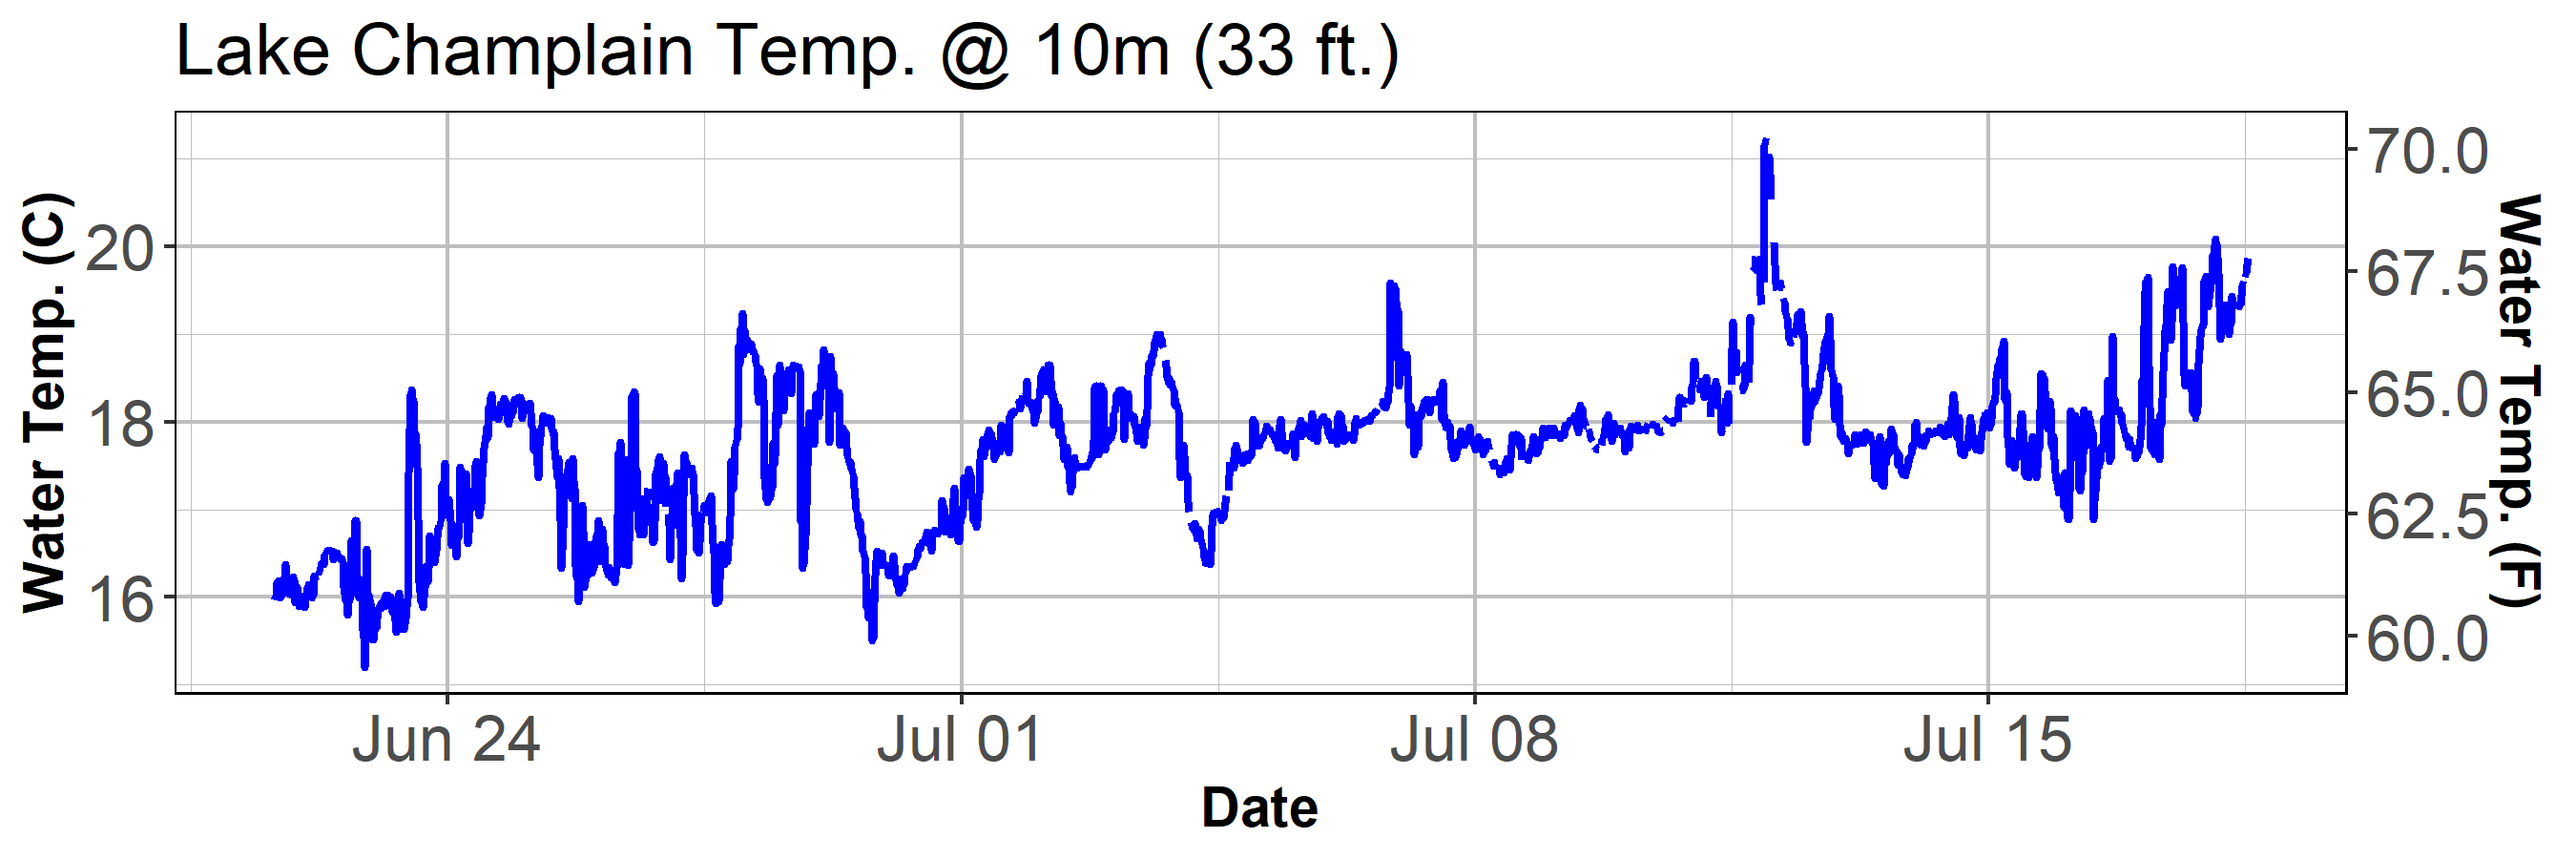 Lake Champlain Temp. @ 10m (33 ft.)
Water Temp. (C)
20
18
16
70.0
67.5
65.0
62.5
60.0
Water Temp. (F)
Jun 24
Jul 01
Jul 08
Jul 15
Date